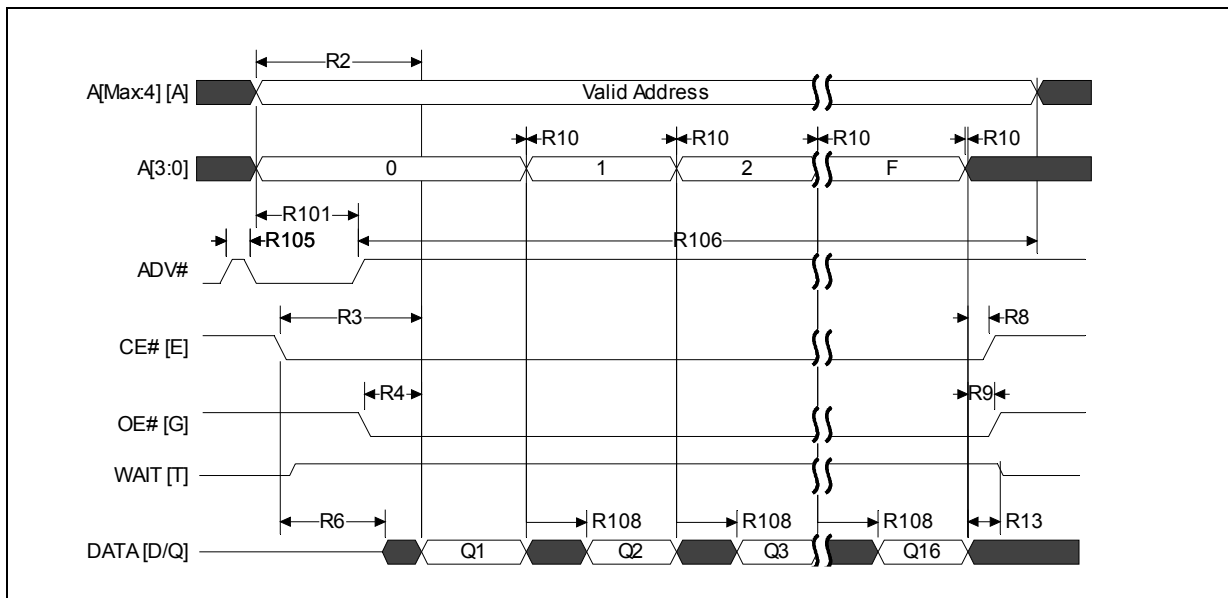 R2
A[Max:4] [A]
Valid Address
R10 R10 R10 R10
A[3:0]
0 1 2 F
R101
R105 R106
ADV#
R3 R8
CE# [E]
R4 R9
OE# [G]
WAIT [T]
R6 R108 R108 R108 R13
DATA [D/Q]
Q1 Q2 Q3 Q16